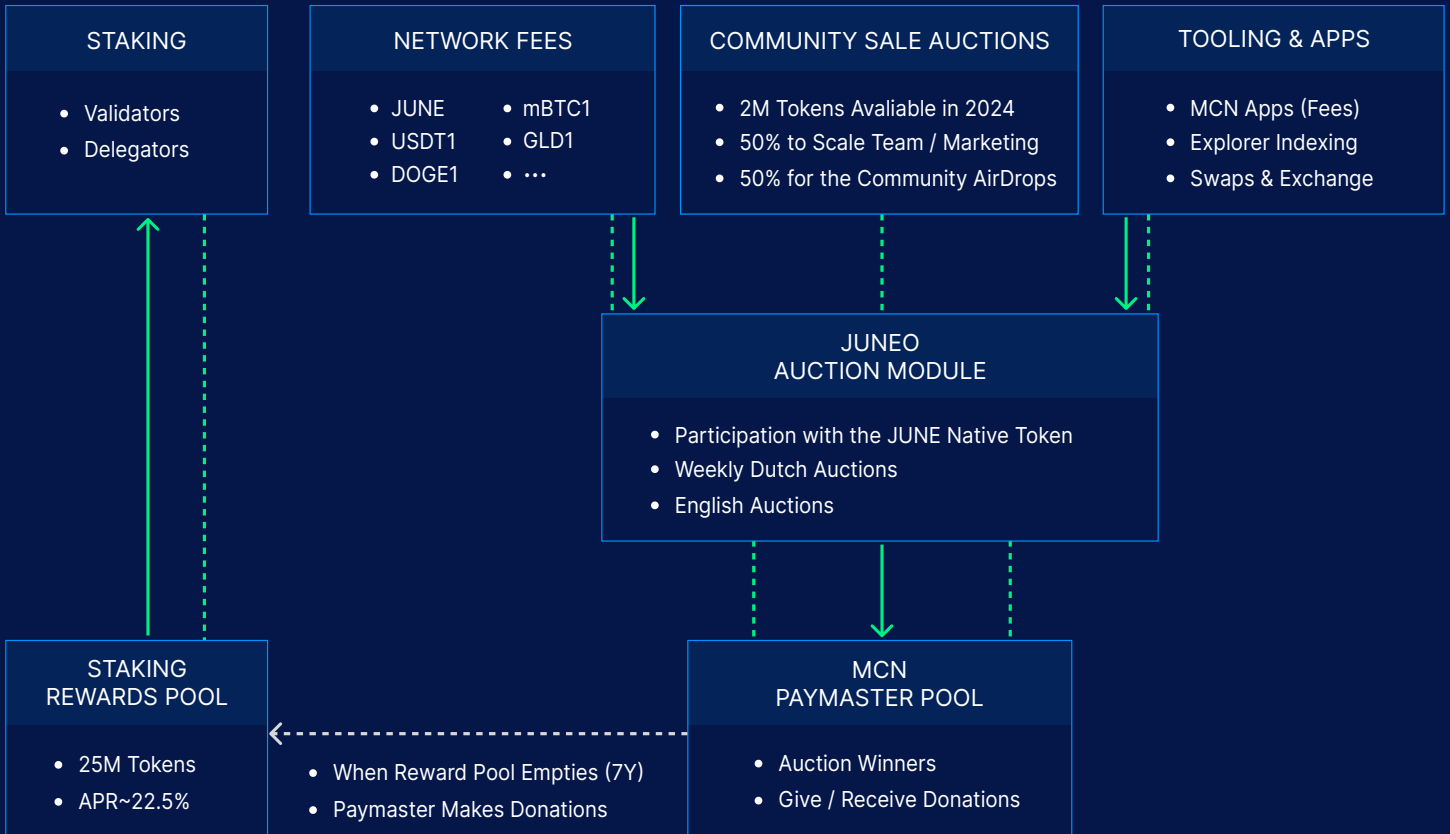 STAKING
Validators
Delegators
NETWORK FEES
JUNE
USDT1
DOGE1
mBTC1
GLD1
...
COMMUNITY SALE AUCTIONS
2M Tokens Avaliable in 2024
50% to Scale Team / Marketing
50% for the Community AirDrops
TOOLING & APPS
MCN Apps (Fees)
Explorer Indexing
Swaps & Exchange
JUNEO
AUCTION MODULE
Participation with the JUNE Native Token
Weekly Dutch Auctions
English Auctions
STAKING
REWARDS POOL
25M Tokens
APR~22.5%
When Reward Pool Empties (7Y)
Paymaster Makes Donations
MCN
PAYMASTER POOL
Auction Winners
Give / Receive Donations